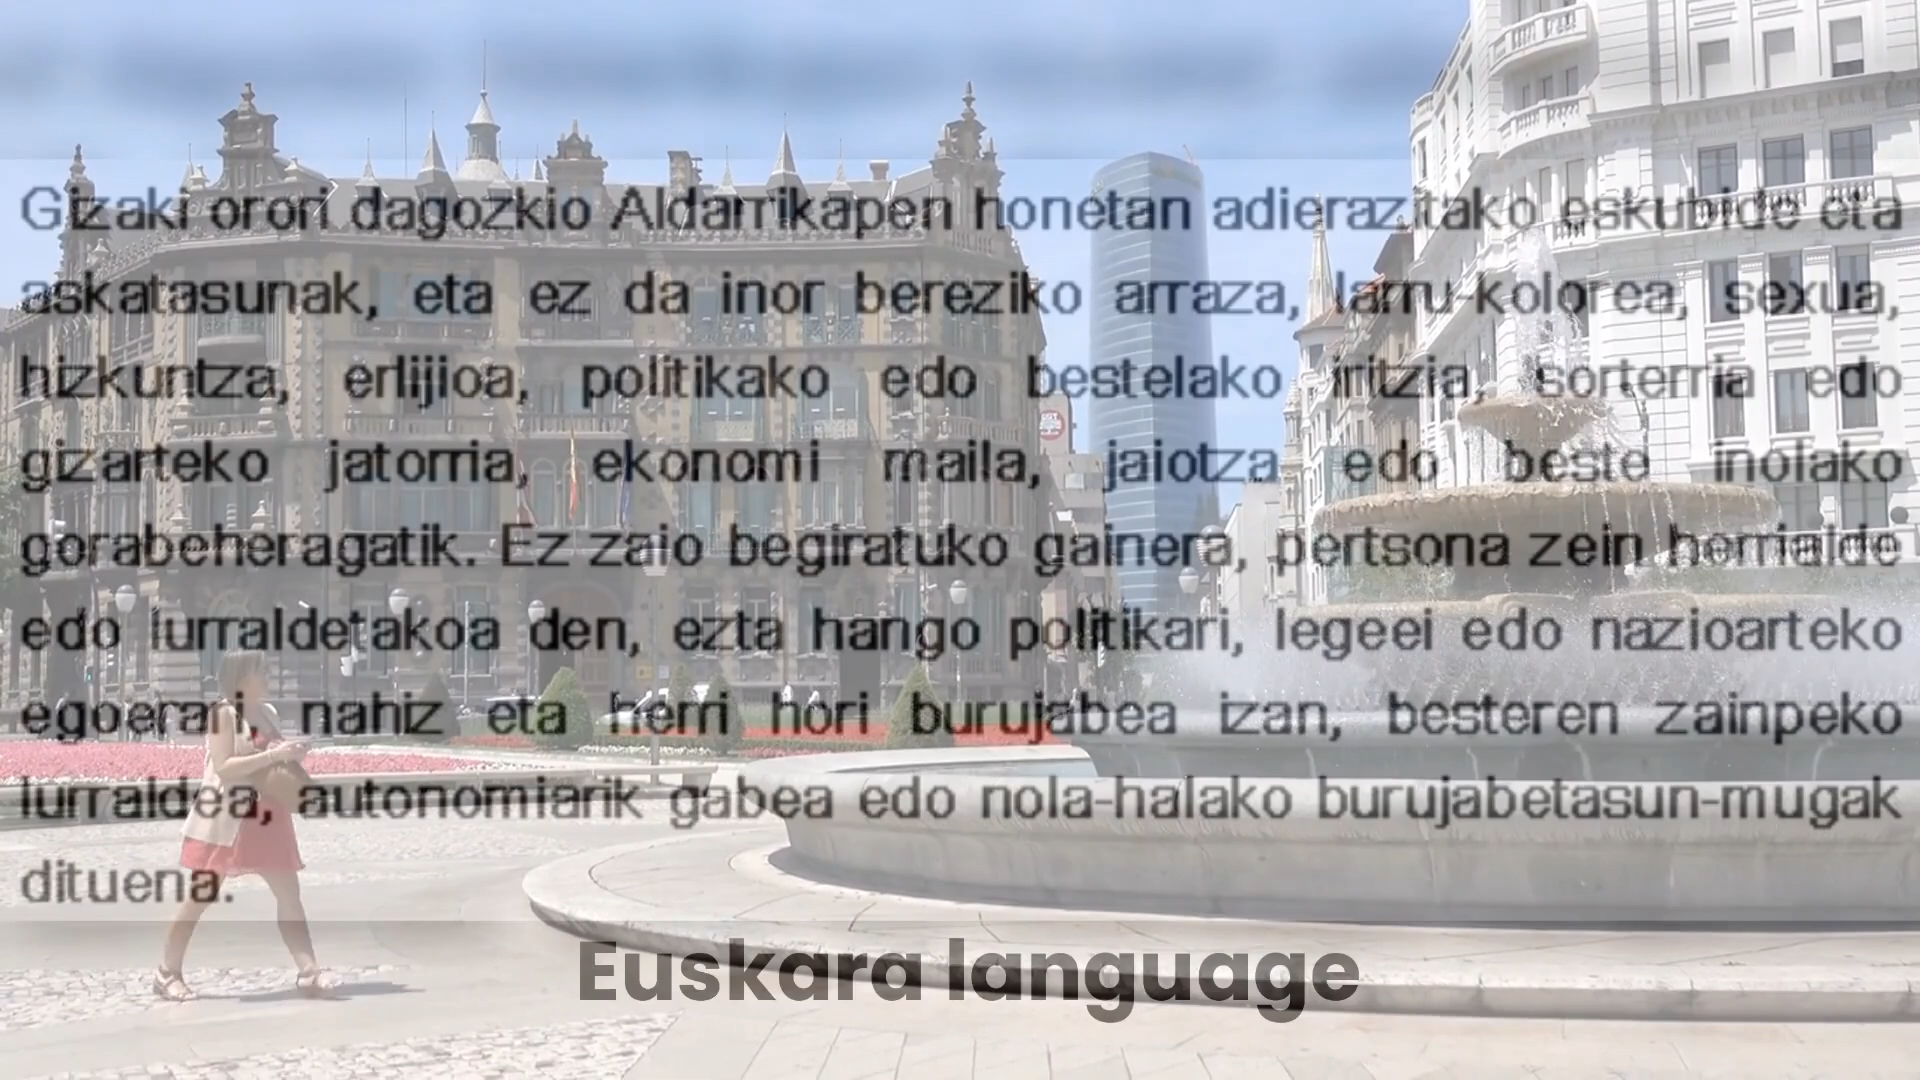 Gizaki orori dagozkio Aldarrikapen honetan adierazitako eskubide eta
askatasunak, eta ez da inor bereziko arraza, larru-kolorea, sexua,
hizkuntza, erlijioa, politikako edo bestelako iritzia, sorterria edo
gizarteko jatorria, ekonomi maila, jaiotza edo beste inolako
gorabeheragatik. Ez zaio begiratuko gainera, pertsona zein herrialde
edo lurraldetakoa den, ezta hango politikari, legeei edo nazioarteko
egoerari nahiz eta herri hori burujabea izan, besteren zainpeko
lurraldea, autonomiarik gabea edo nola-halako burujabetasun-mugak
dituena.
Euskara language